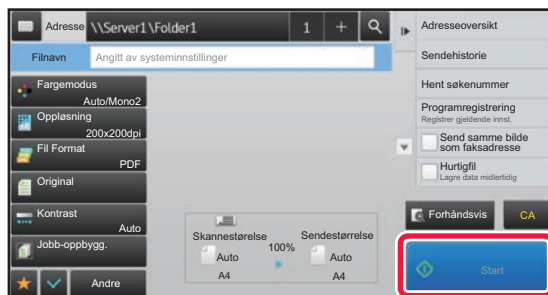 Adresse \\Server1\Folder1 1 +
Filnavn Angitt av systeminnstillinger
Fargemodus
Auto/Mono2
Oppløsning
200x200dpi
Fil Format
PDF
Original
Kontrast
Auto
Jobb-oppbygg.
Andre
Skannestørelse
Auto
A4
100%
Sendestørrelse
Auto
A4
Adresseoversikt
Sendehistorie
Hent søkenummer
Programregistrering
Registrer gjeldende innst.
Send samme bilde
som faksadresse
Hurtigfil
Lagre data midlertidig
Forhåndsvis CA
Start